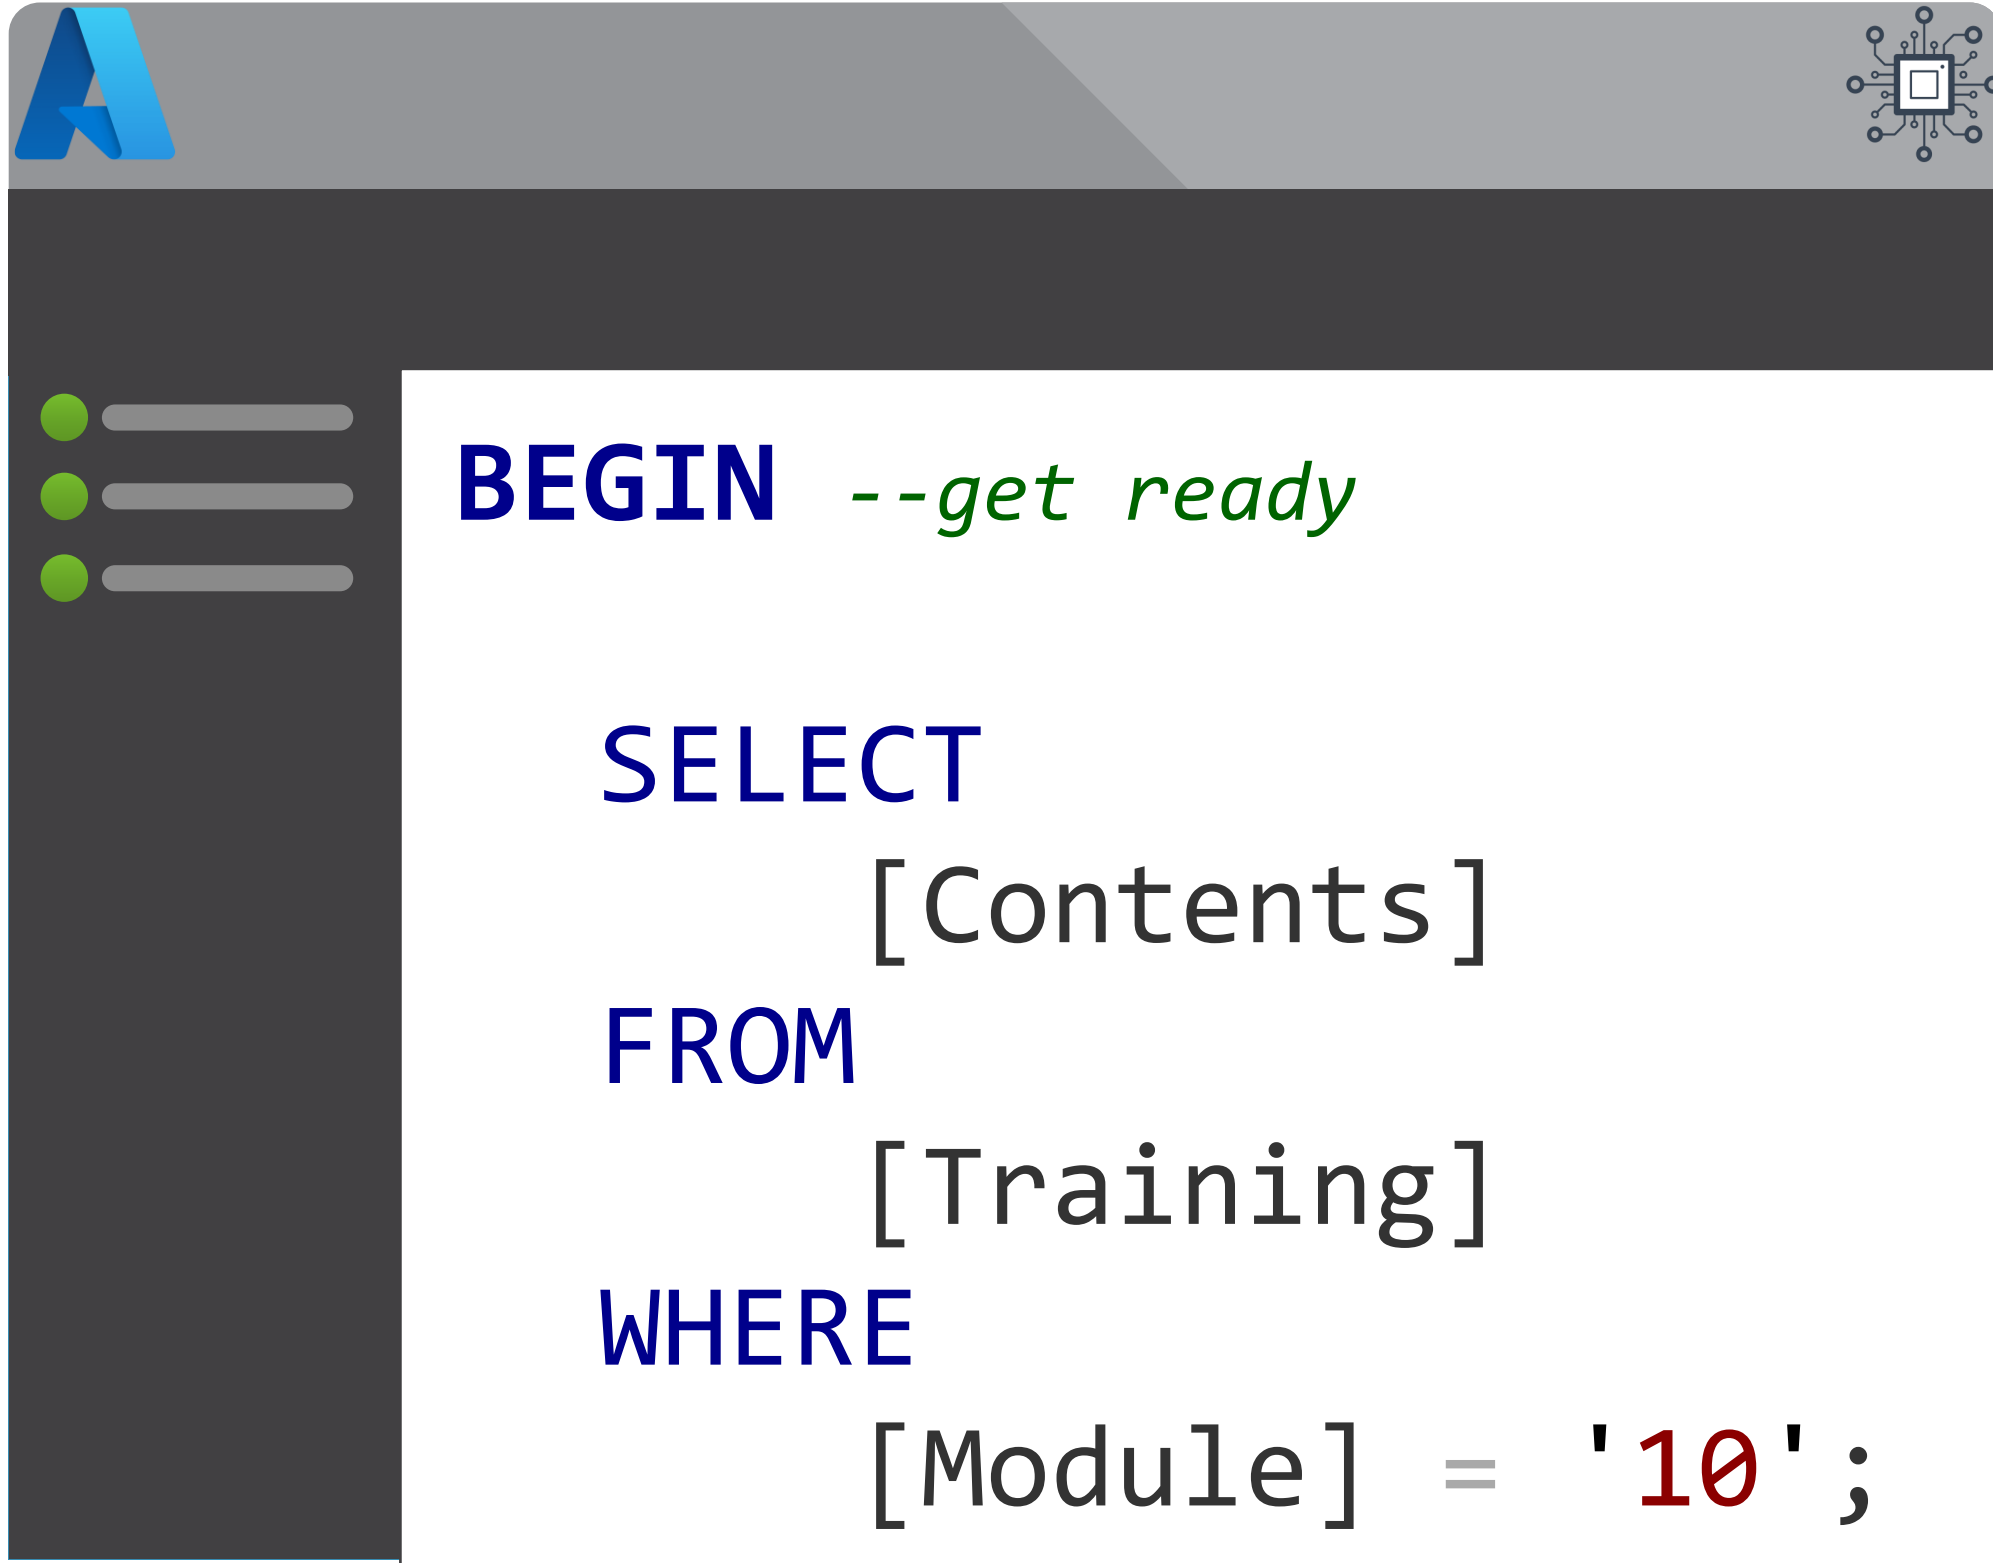 BEGIN --get ready
SELECT
[Contents]
FROM
[Training]
WHERE
[Module] = '10';